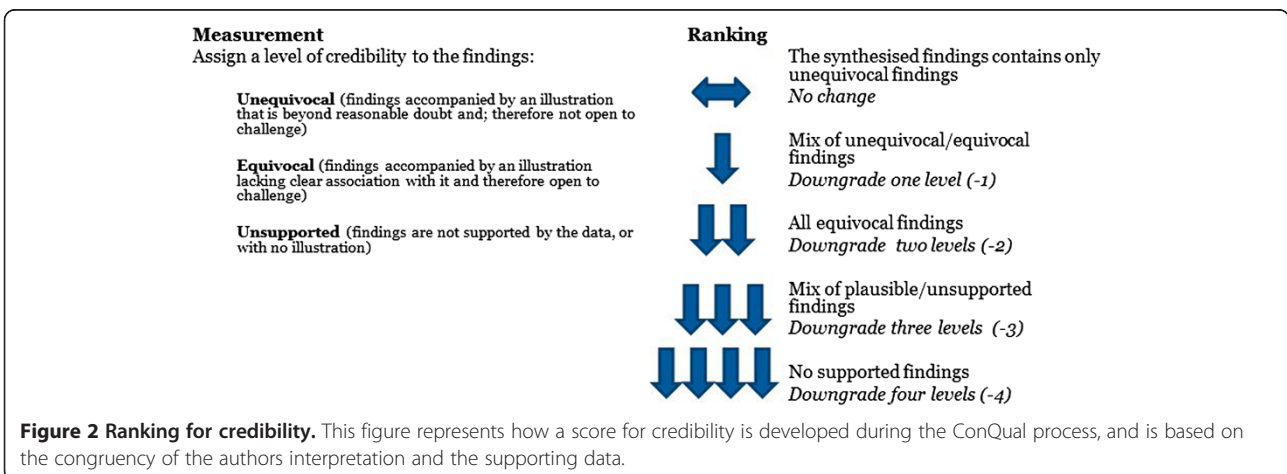 Measurement
Assign a level of credibility to the findings:
Unequivocal (findings accompanied by an illustration
that is beyond reasonable doubt and; therefore not open to
challenge)
Equivocal (findings accompanied by an illustration
lacking clear association with it and therefore open to
challenge)
Unsupported (findings are not supported by the data, or
with no illustration)
Ranking
The synthesised findings contains only
unequivocal findings
No change
Mix of unequivocal/equivocal
findings
Downgrade one level (-1)
All equivocal findings
Downgrade two levels (-2)
Mix of plausible/unsupported
findings
Downgrade three levels (-3)
No supported findings
Downgrade four levels (-4)
Figure 2 Ranking for credibility. This figure represents how a score for credibility is developed during the ConQual process, and is based on
the congruency of the authors interpretation and the supporting data.